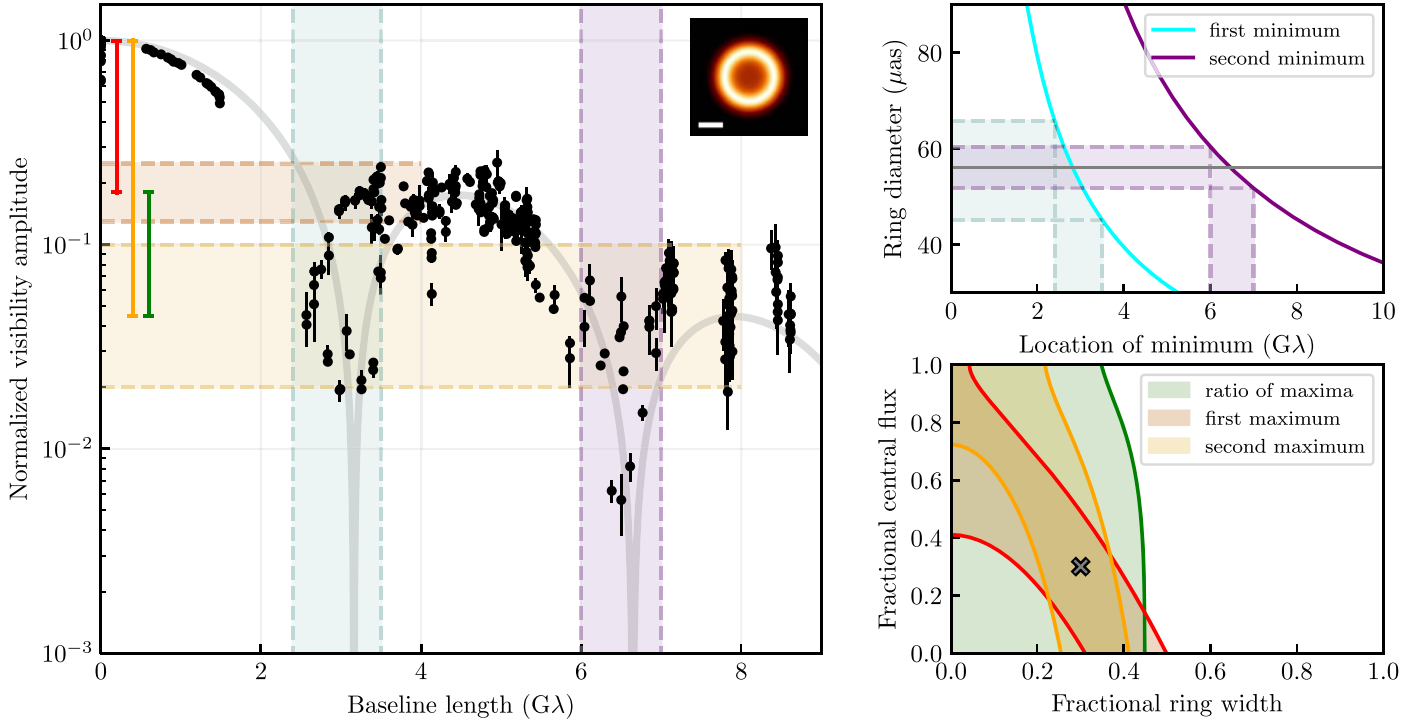 Normalized visibility amplitude
10⁰
10⁻¹
10⁻²
10⁻³
0
2
4
6
8
Baseline length (Gλ)
Ring diameter (μas)
80
60
40
first minimum
second minimum
0
2
4
6
8
10
Location of minimum (Gλ)
Fractional central flux
1.0
0.8
0.6
0.4
0.2
0.0
ratio of maxima
first maximum
second maximum
0.0
0.2
0.4
0.6
0.8
1.0
Fractional ring width